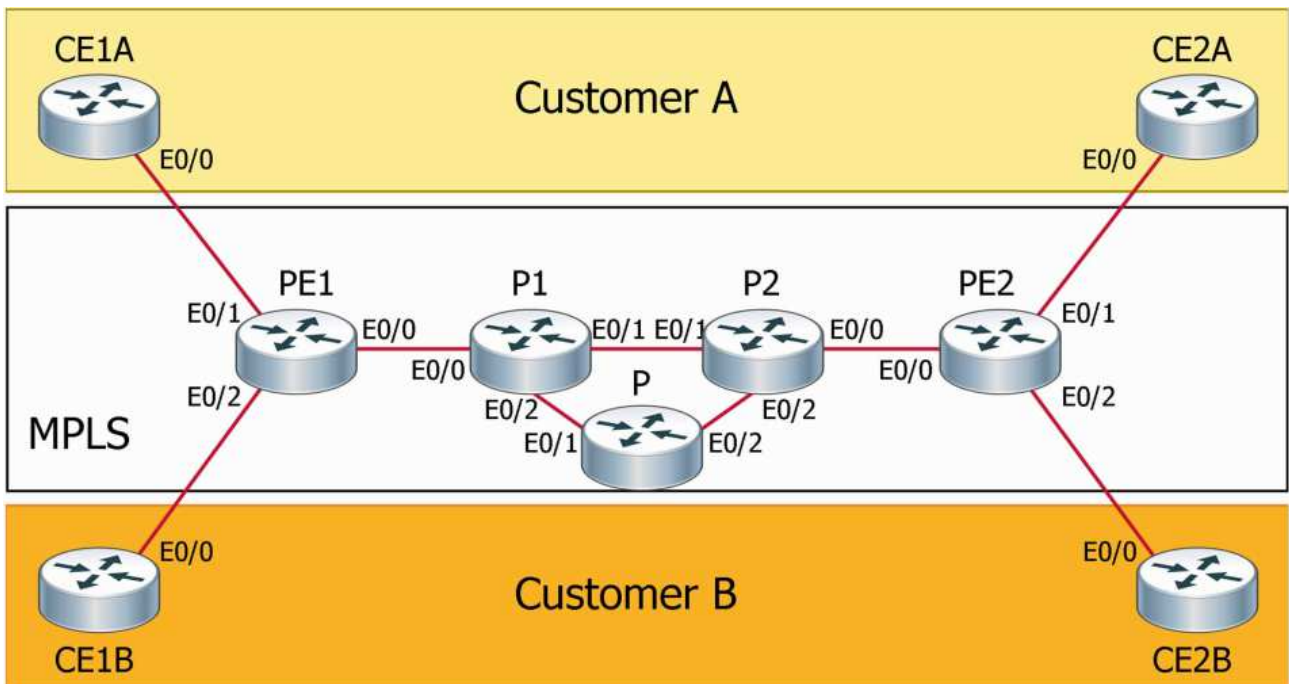 CE1A
CE2A
Customer A
E0/0
E0/0
PE1
P1
P2
PE2
E0/1
E0/1
E0/0
E0/1
E0/1
E0/0
E0/0
E0/0
P
E0/2
E0/2
E0/2
E0/2
E0/1
E0/2
MPLS
E0/0
E0/0
Customer B
CE1B
CE2B